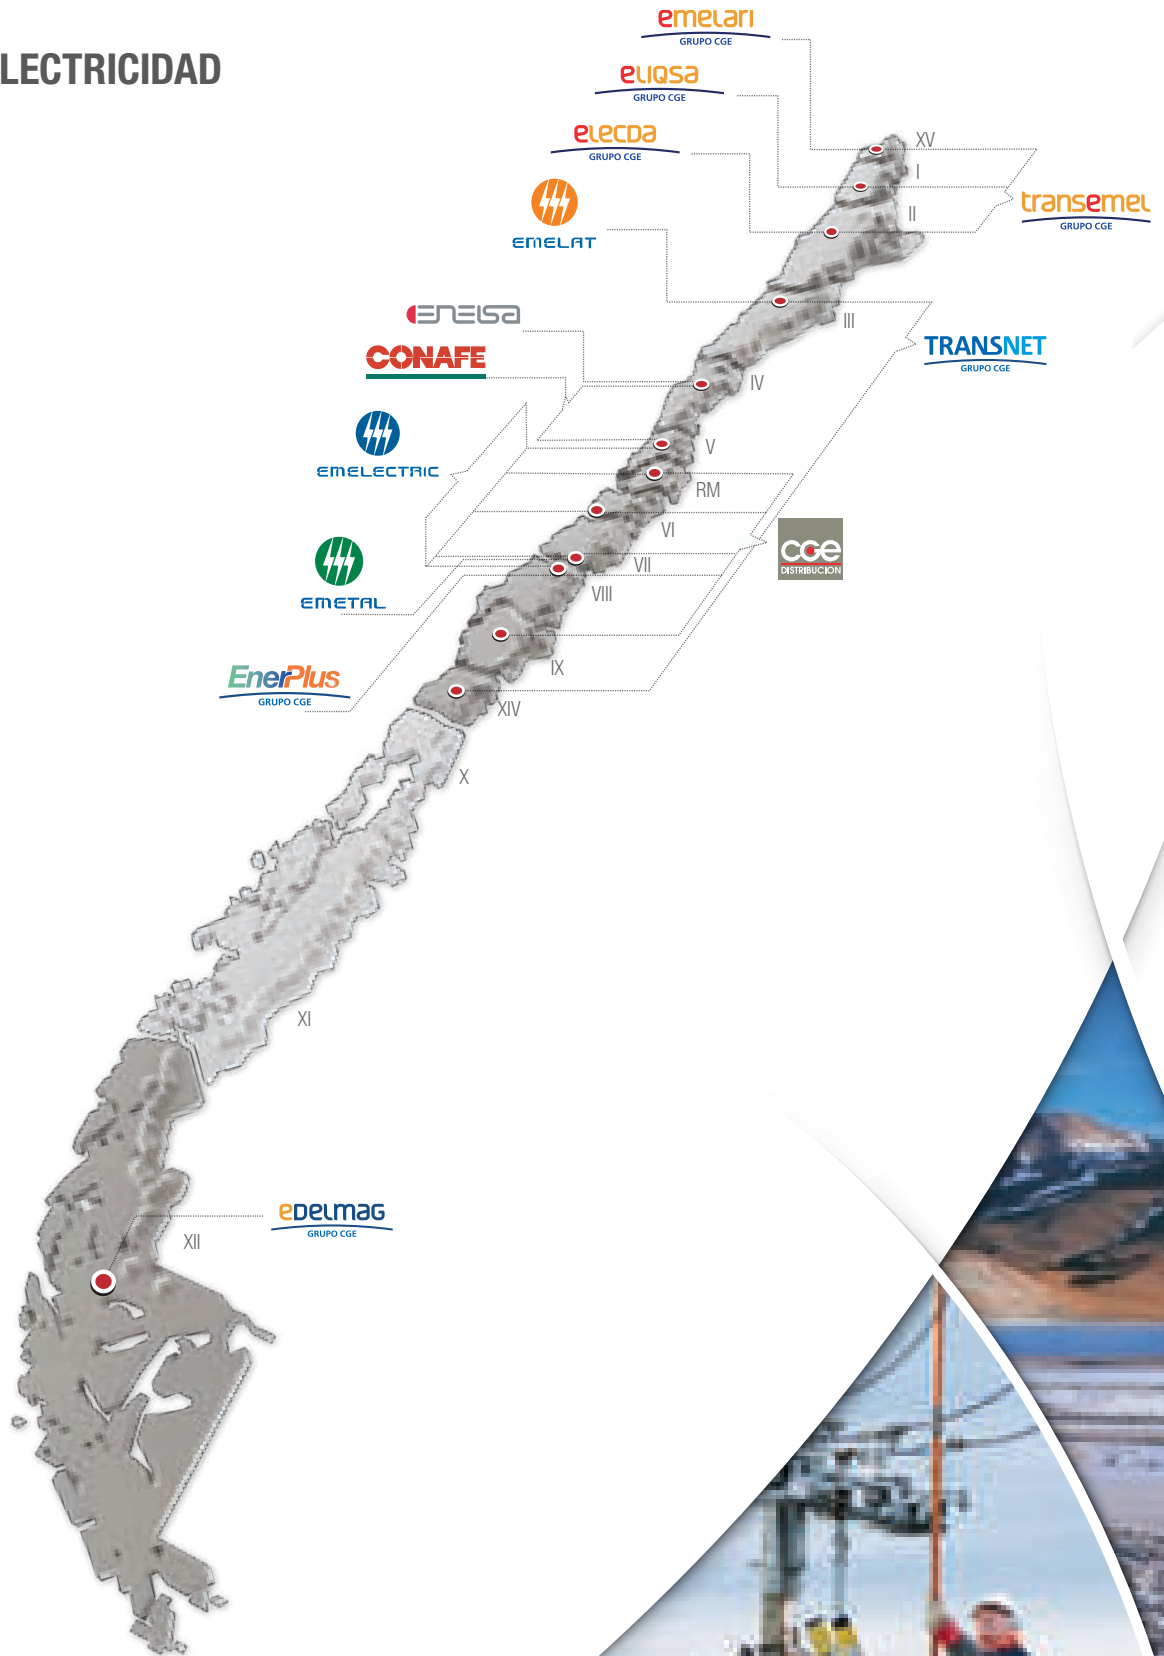 LECTRICIDAD
emelari
GRUPO CGE
eliqsa
GRUPO CGE
elecda
GRUPO CGE
EMELAT
XV
I
II
transemel
GRUPO CGE
III
enelsa
CONAFE
TRANSNET
GRUPO CGE
IV
EMELECTRIC
V
RM
VI
cGe
DISTRIBUCION
VII
EMETAL
VIII
EnerPlus
GRUPO CGE
IX
XIV
X
XI
eDelmag
GRUPO CGE
XII